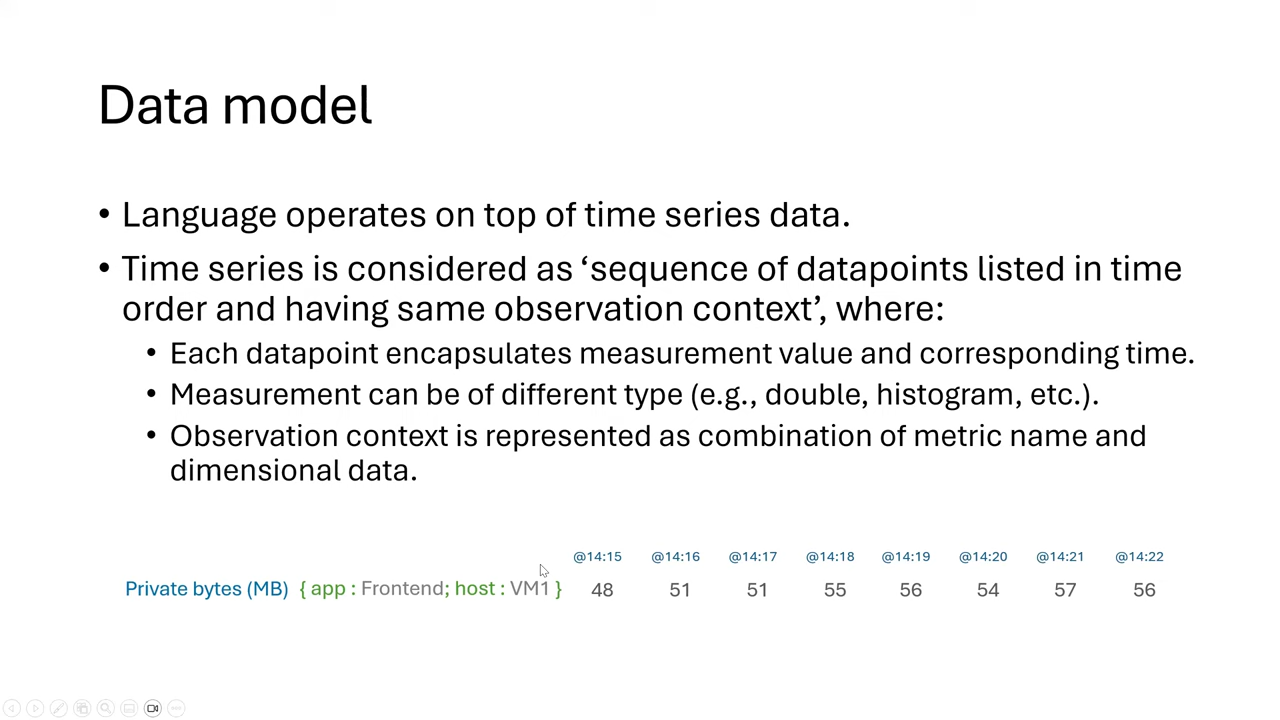 Data model
• Language operates on top of time series data.
• Time series is considered as ‘sequence of datapoints listed in time
order and having same observation context’, where:
• Each datapoint encapsulates measurement value and corresponding time.
• Measurement can be of different type (e.g., double, histogram, etc.).
• Observation context is represented as combination of metric name and
dimensional data.
@14:15 @14:16 @14:17 @14:18 @14:19 @14:20 @14:21 @14:22
Private bytes (MB) { app : Frontend; host : VM1 } 48 51 51 55 56 54 57 56